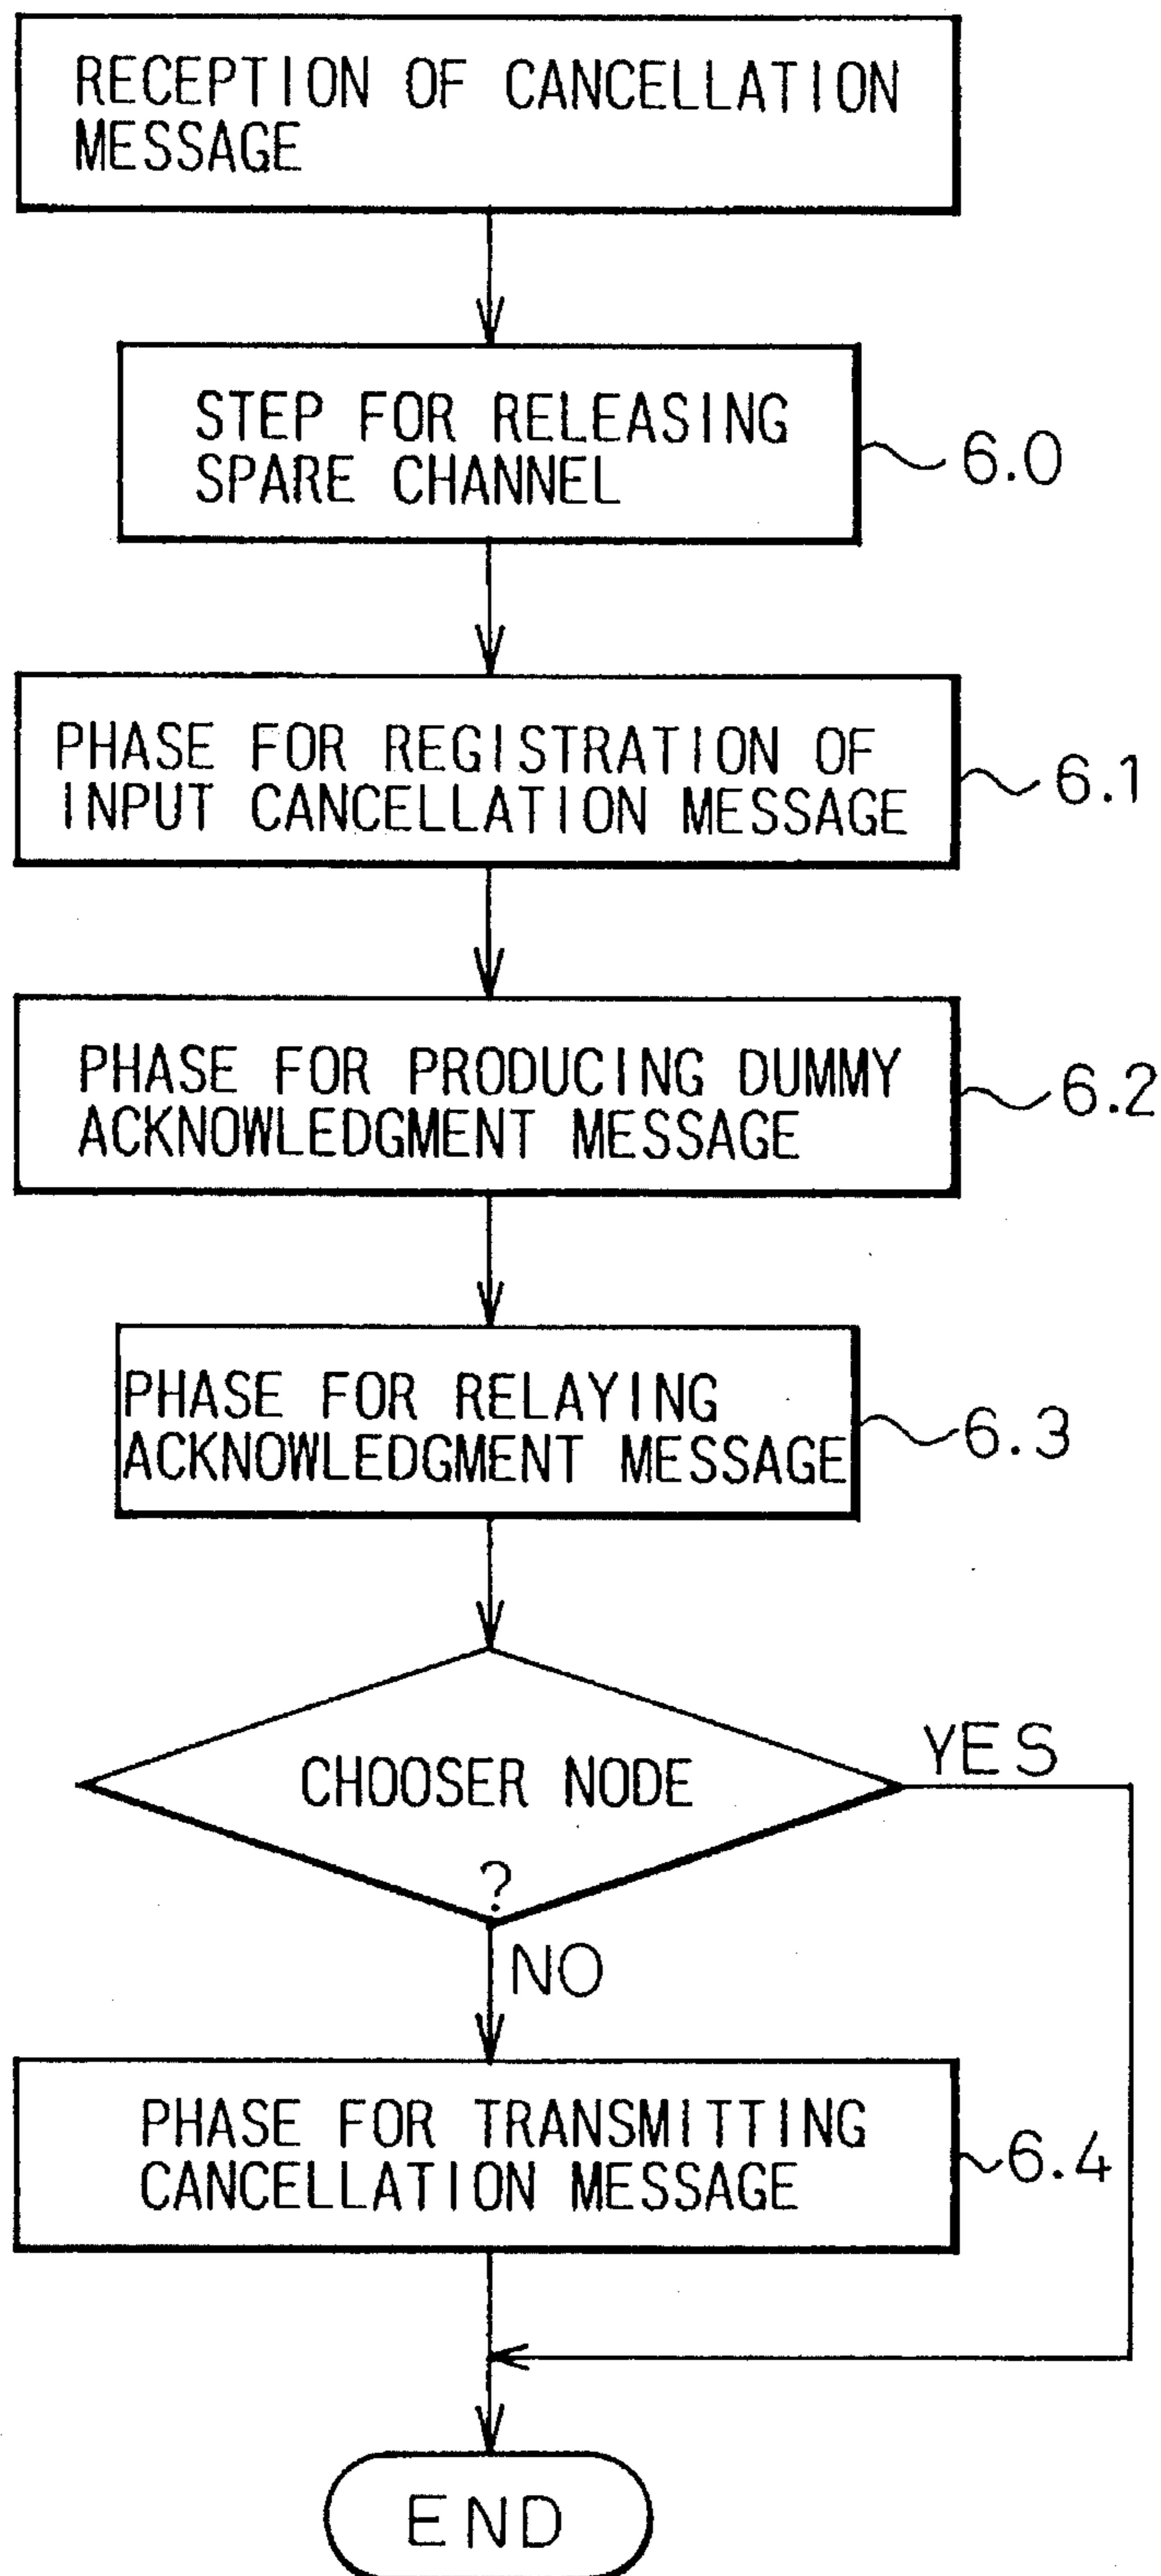 RECEPTION OF CANCELLATION
MESSAGE
STEP FOR RELEASING
SPARE CHANNEL
6.0
PHASE FOR REGISTRATION OF
INPUT CANCELLATION MESSAGE
6.1
PHASE FOR PRODUCING DUMMY
ACKNOWLEDGMENT MESSAGE
6.2
PHASE FOR RELAYING
ACKNOWLEDGMENT MESSAGE
6.3
CHOOSER NODE
?
YES
NO
PHASE FOR TRANSMITTING
CANCELLATION MESSAGE
6.4
END